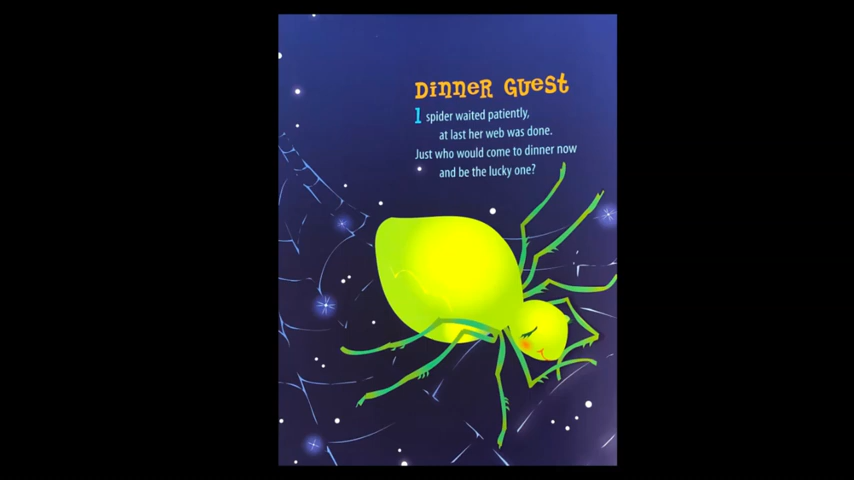 Dinner Guest
1 spider waited patiently,
at last her web was done.
Just who would come to dinner now
and be the lucky one?